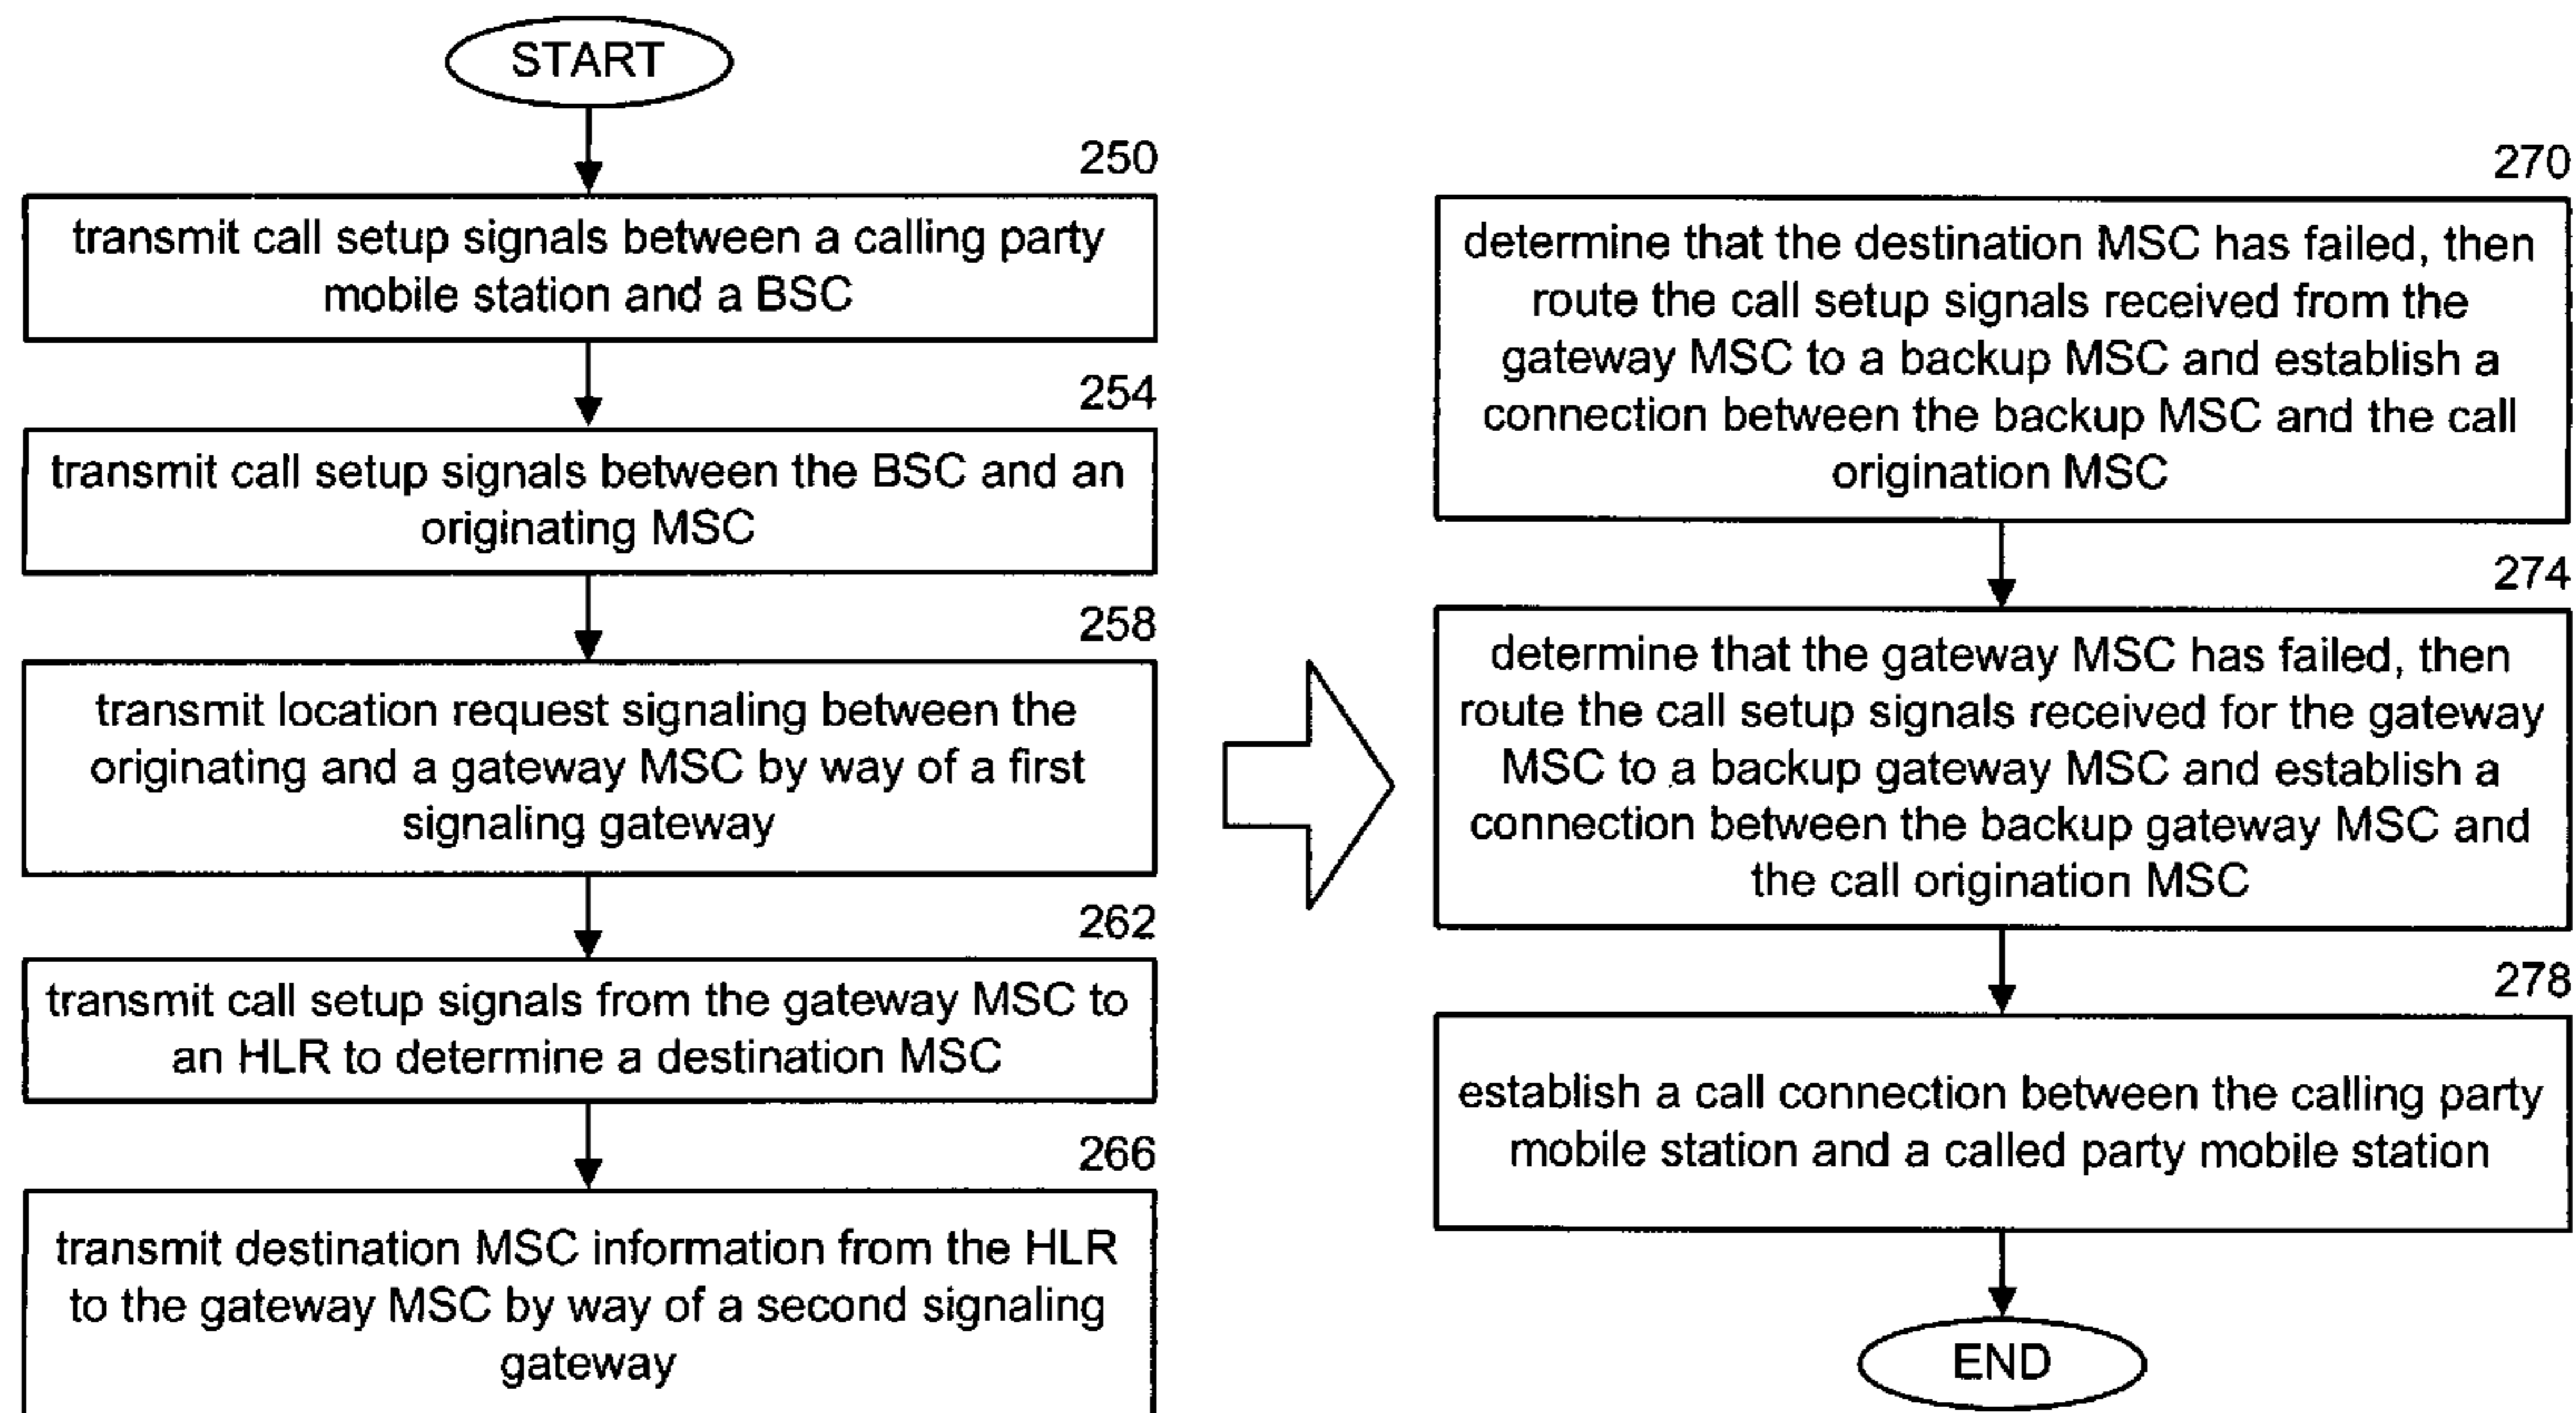 START
250
transmit call setup signals between a calling party
mobile station and a BSC
254
transmit call setup signals between the BSC and an
originating MSC
258
transmit location request signaling between the
originating and a gateway MSC by way of a first
signaling gateway
262
transmit call setup signals from the gateway MSC to
an HLR to determine a destination MSC
266
transmit destination MSC information from the HLR
to the gateway MSC by way of a second signaling
gateway
270
determine that the destination MSC has failed, then
route the call setup signals received from the
gateway MSC to a backup MSC and establish a
connection between the backup MSC and the call
origination MSC
274
determine that the gateway MSC has failed, then
route the call setup signals received for the gateway
MSC to a backup gateway MSC and establish a
connection between the backup gateway MSC and
the call origination MSC
278
establish a call connection between the calling party
mobile station and a called party mobile station
END